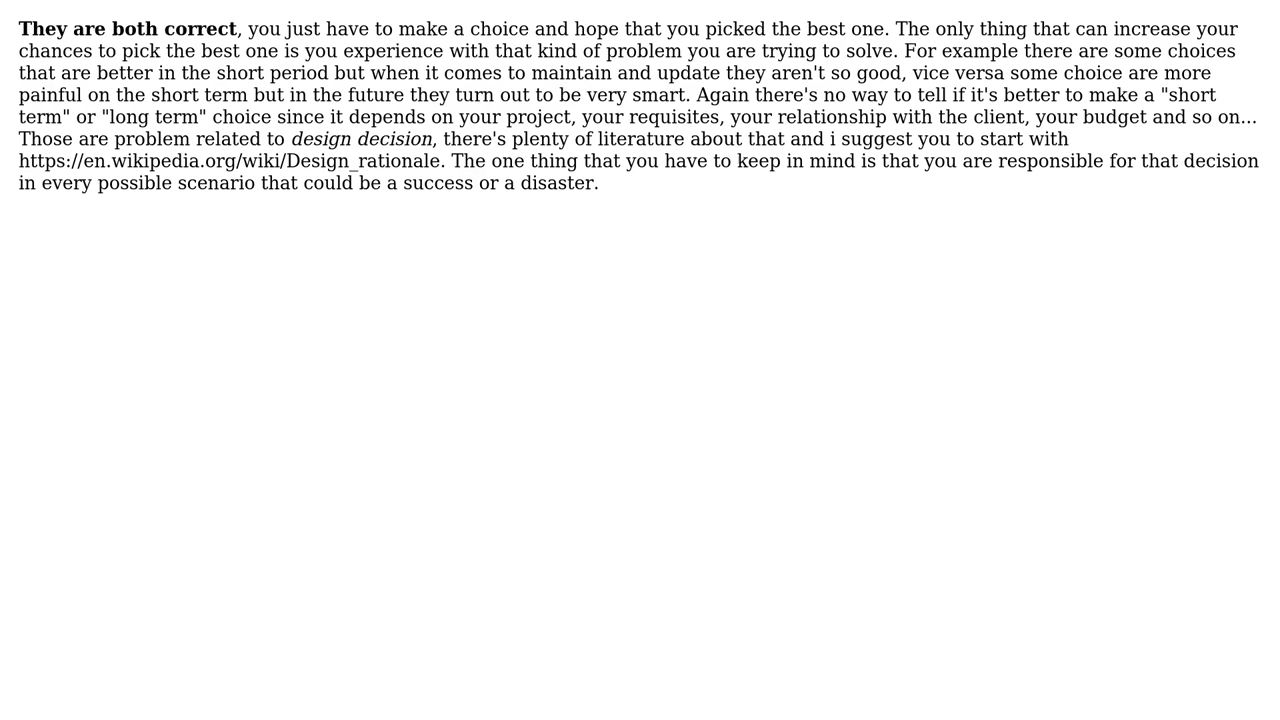 They are both correct, you just have to make a choice and hope that you picked the best one. The only thing that can increase your
chances to pick the best one is you experience with that kind of problem you are trying to solve. For example there are some choices
that are better in the short period but when it comes to maintain and update they aren't so good, vice versa some choice are more
painful on the short term but in the future they turn out to be very smart. Again there's no way to tell if it's better to make a "short
term" or "long term" choice since it depends on your project, your requisites, your relationship with the client, your budget and so on...
Those are problem related to design decision, there's plenty of literature about that and i suggest you to start with
https://en.wikipedia.org/wiki/Design_rationale. The one thing that you have to keep in mind is that you are responsible for that decision
in every possible scenario that could be a success or a disaster.